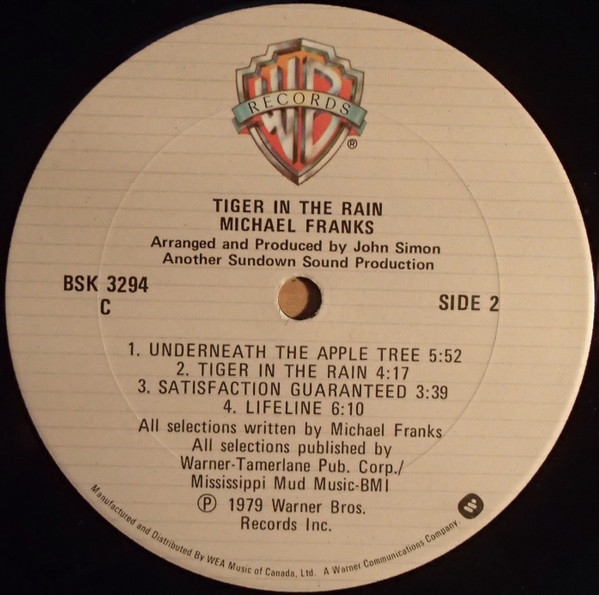 WB
RECORDS
®
TIGER IN THE RAIN
MICHAEL FRANKS
Arranged and Produced by John Simon
Another Sundown Sound Production
BSK 3294
C
SIDE 2
1. UNDERNEATH THE APPLE TREE 5:52
2. TIGER IN THE RAIN 4:17
3. SATISFACTION GUARANTEED 3:39
4. LIFELINE 6:10
All selections written by Michael Franks
All selections published by
Warner-Tamerlane Pub. Corp./
Mississippi Mud Music-BMI
℗ 1979 Warner Bros.
Records Inc.
Manufactured and Distributed By WEA Music of Canada, Ltd. A Warner Communications Company.